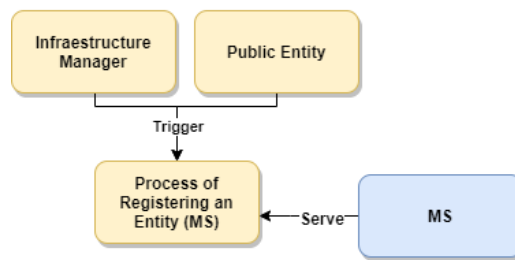 Infraestructure
Manager
Public Entity
Trigger
Process of
Registering an
Entity (MS)
Serve
MS